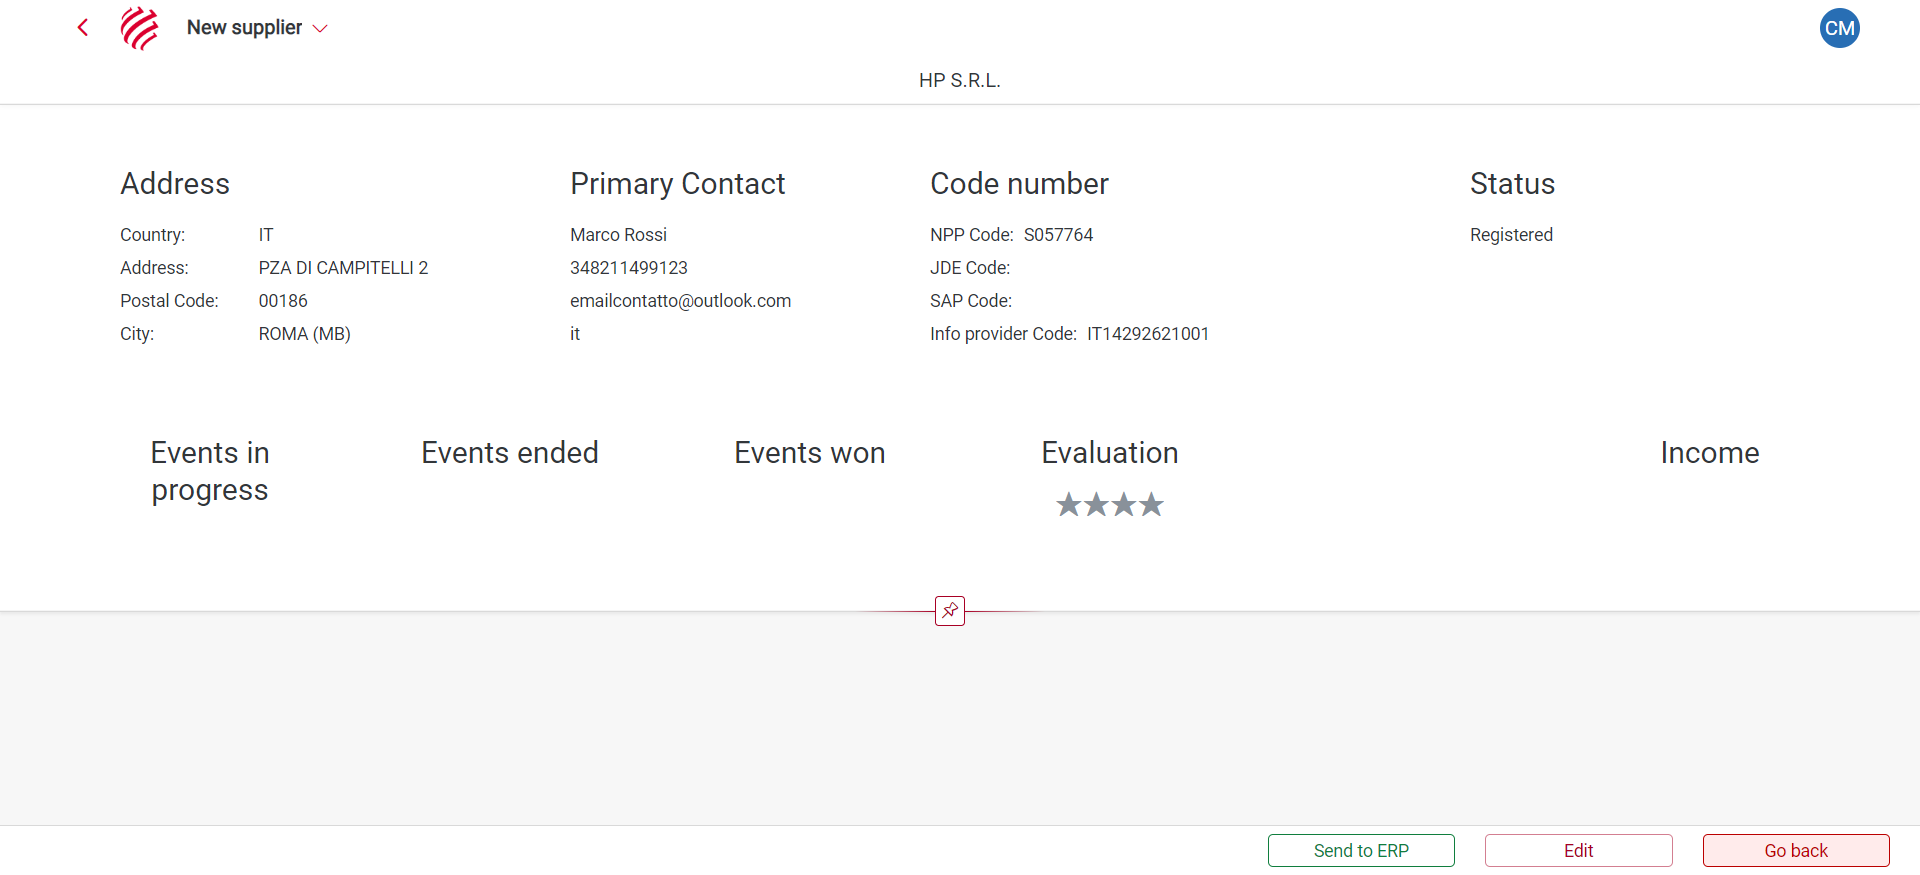 New supplier
CM
HP S.R.L.
Address
Country: IT
Address: PZA DI CAMPITELLI 2
Postal Code: 00186
City: ROMA (MB)
Primary Contact
Marco Rossi
348211499123
emailcontatto@outlook.com
it
Code number
NPP Code: S057764
JDE Code:
SAP Code:
Info provider Code: IT14292621001
Status
Registered
Events in
progress
Events ended
Events won
Evaluation
Income
Send to ERP
Edit
Go back